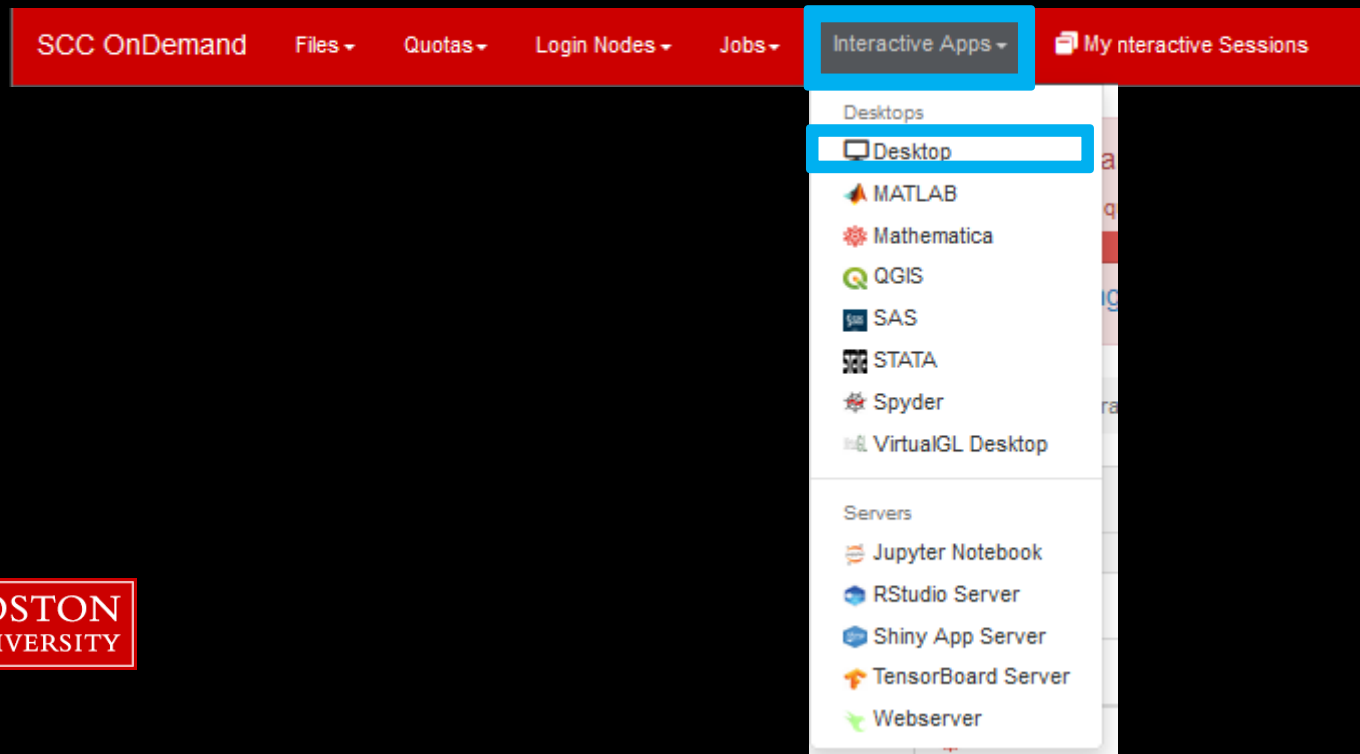 SCC OnDemand Files Quotas Login Nodes Jobs Interactive Apps My nteractive Sessions
Desktops
Desktop
MATLAB
Mathematica
QGIS
SAS
STATA
Spyder
VirtualGL Desktop
Servers
Jupyter Notebook
RStudio Server
Shiny App Server
TensorBoard Server
Webserver
OSTON
IVERSITY